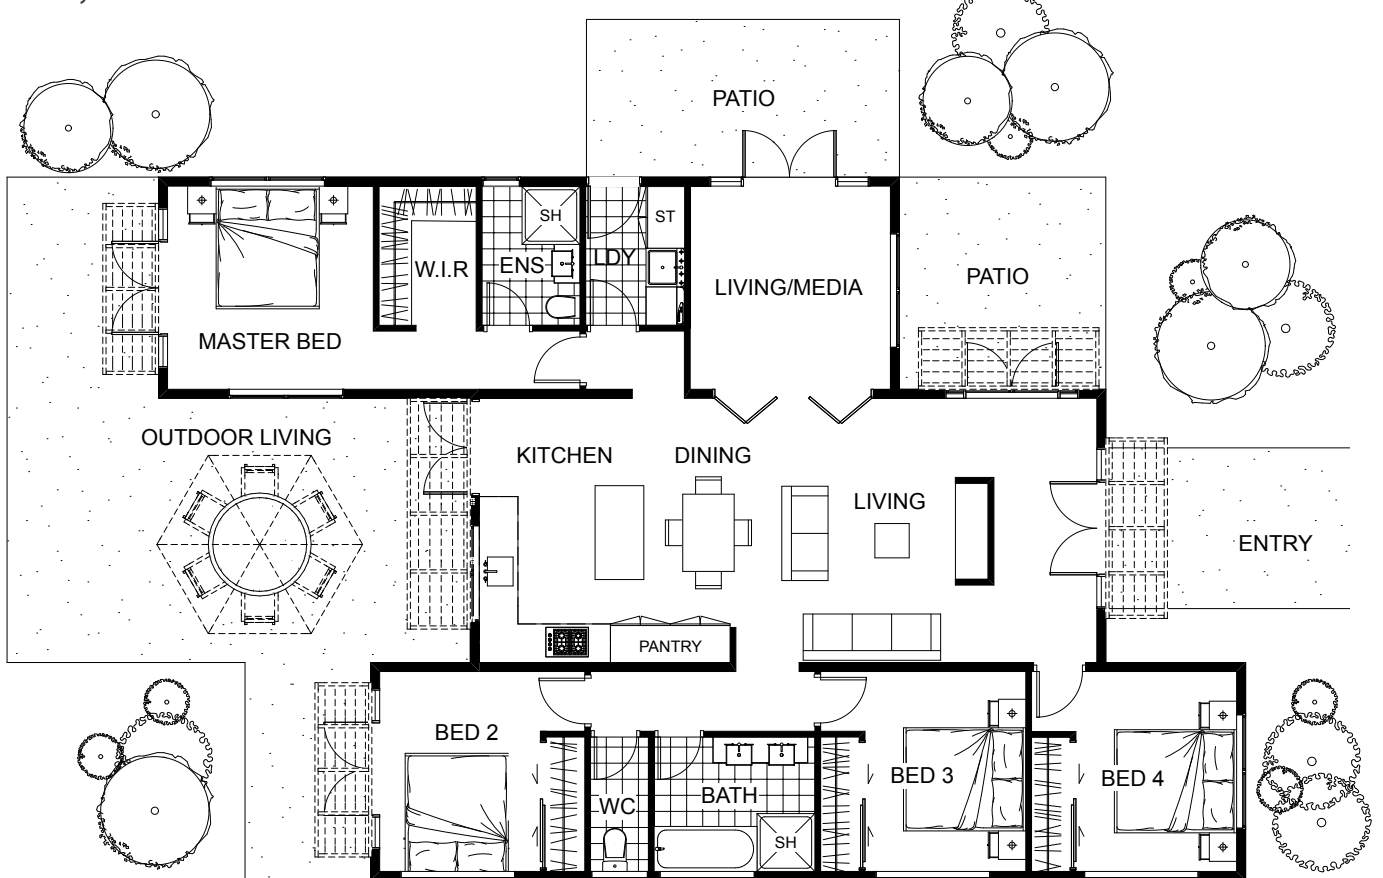 PATIO
SH
ST
ENS
LDY
W.I.R
LIVING/MEDIA
PATIO
MASTER BED
OUTDOOR LIVING
KITCHEN
DINING
LIVING
ENTRY
PANTRY
BED 2
BED 3
BED 4
WC
BATH
SH